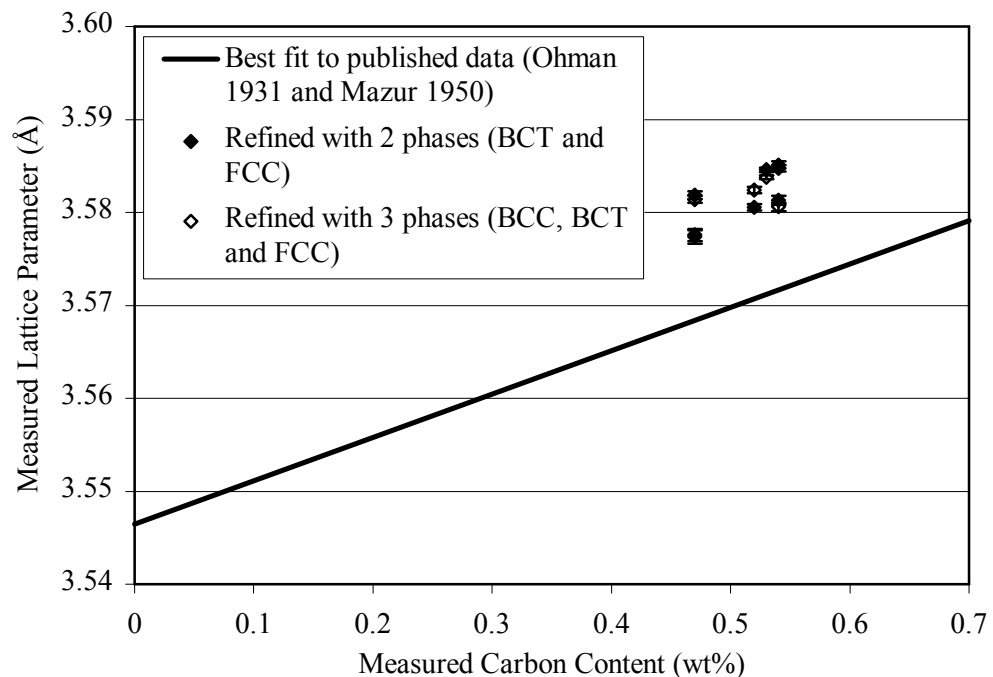 3.60
3.59
3.58
3.57
3.56
3.55
3.54
Measured Lattice Parameter (Å)
Best fit to published data (Ohman
1931 and Mazur 1950)
Refined with 2 phases (BCT and
FCC)
Refined with 3 phases (BCC, BCT
and FCC)
0 0.1 0.2 0.3 0.4 0.5 0.6 0.7
Measured Carbon Content (wt%)